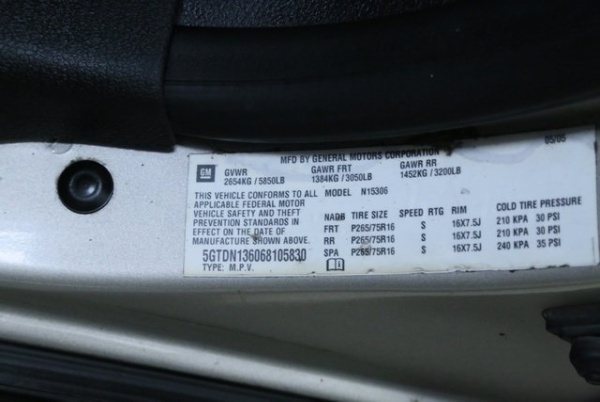 MFD BY GENERAL MOTORS CORPORATION 05/05
GM GVWR GAWR FRT GAWR RR
2654KG / 5850LB 1384KG / 3050LB 1452KG / 3200LB
THIS VEHICLE CONFORMS TO ALL MODEL N15306
APPLICABLE FEDERAL MOTOR
VEHICLE SAFETY AND THEFT
PREVENTION STANDARDS IN
EFFECT ON THE DATE OF
MANUFACTURE SHOWN ABOVE.
5GTDN136068105830
TYPE: M.P.V.
NADB TIRE SIZE SPEED RTG RIM COLD TIRE PRESSURE
FRT P265/75R16 S 16X7.5J 210 KPA 30 PSI
RR P265/75R16 S 16X7.5J 210 KPA 30 PSI
SPA P265/75R16 S 16X7.5J 240 KPA 35 PSI